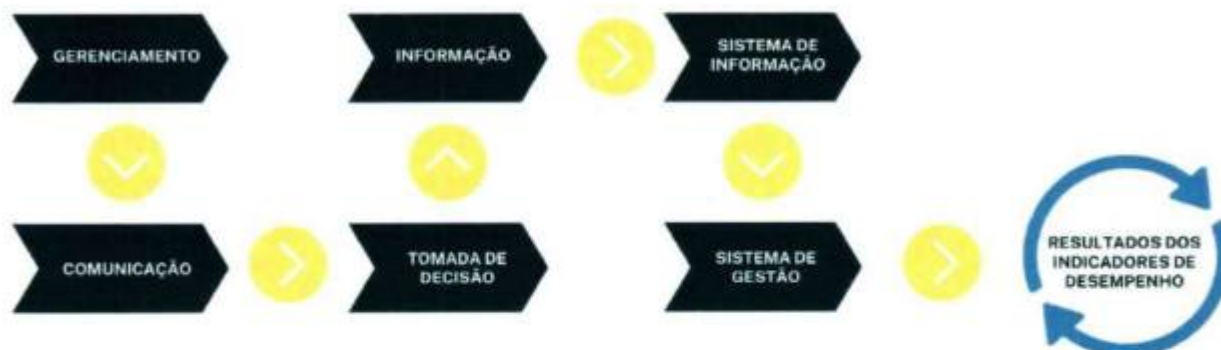 GERENCIAMENTO
INFORMAÇÃO
SISTEMA DE
INFORMAÇÃO
COMUNICAÇÃO
TOMADA DE
DECISÃO
SISTEMA DE
GESTÃO
RESULTADOS DOS
INDICADORES DE
DESEMPENHO